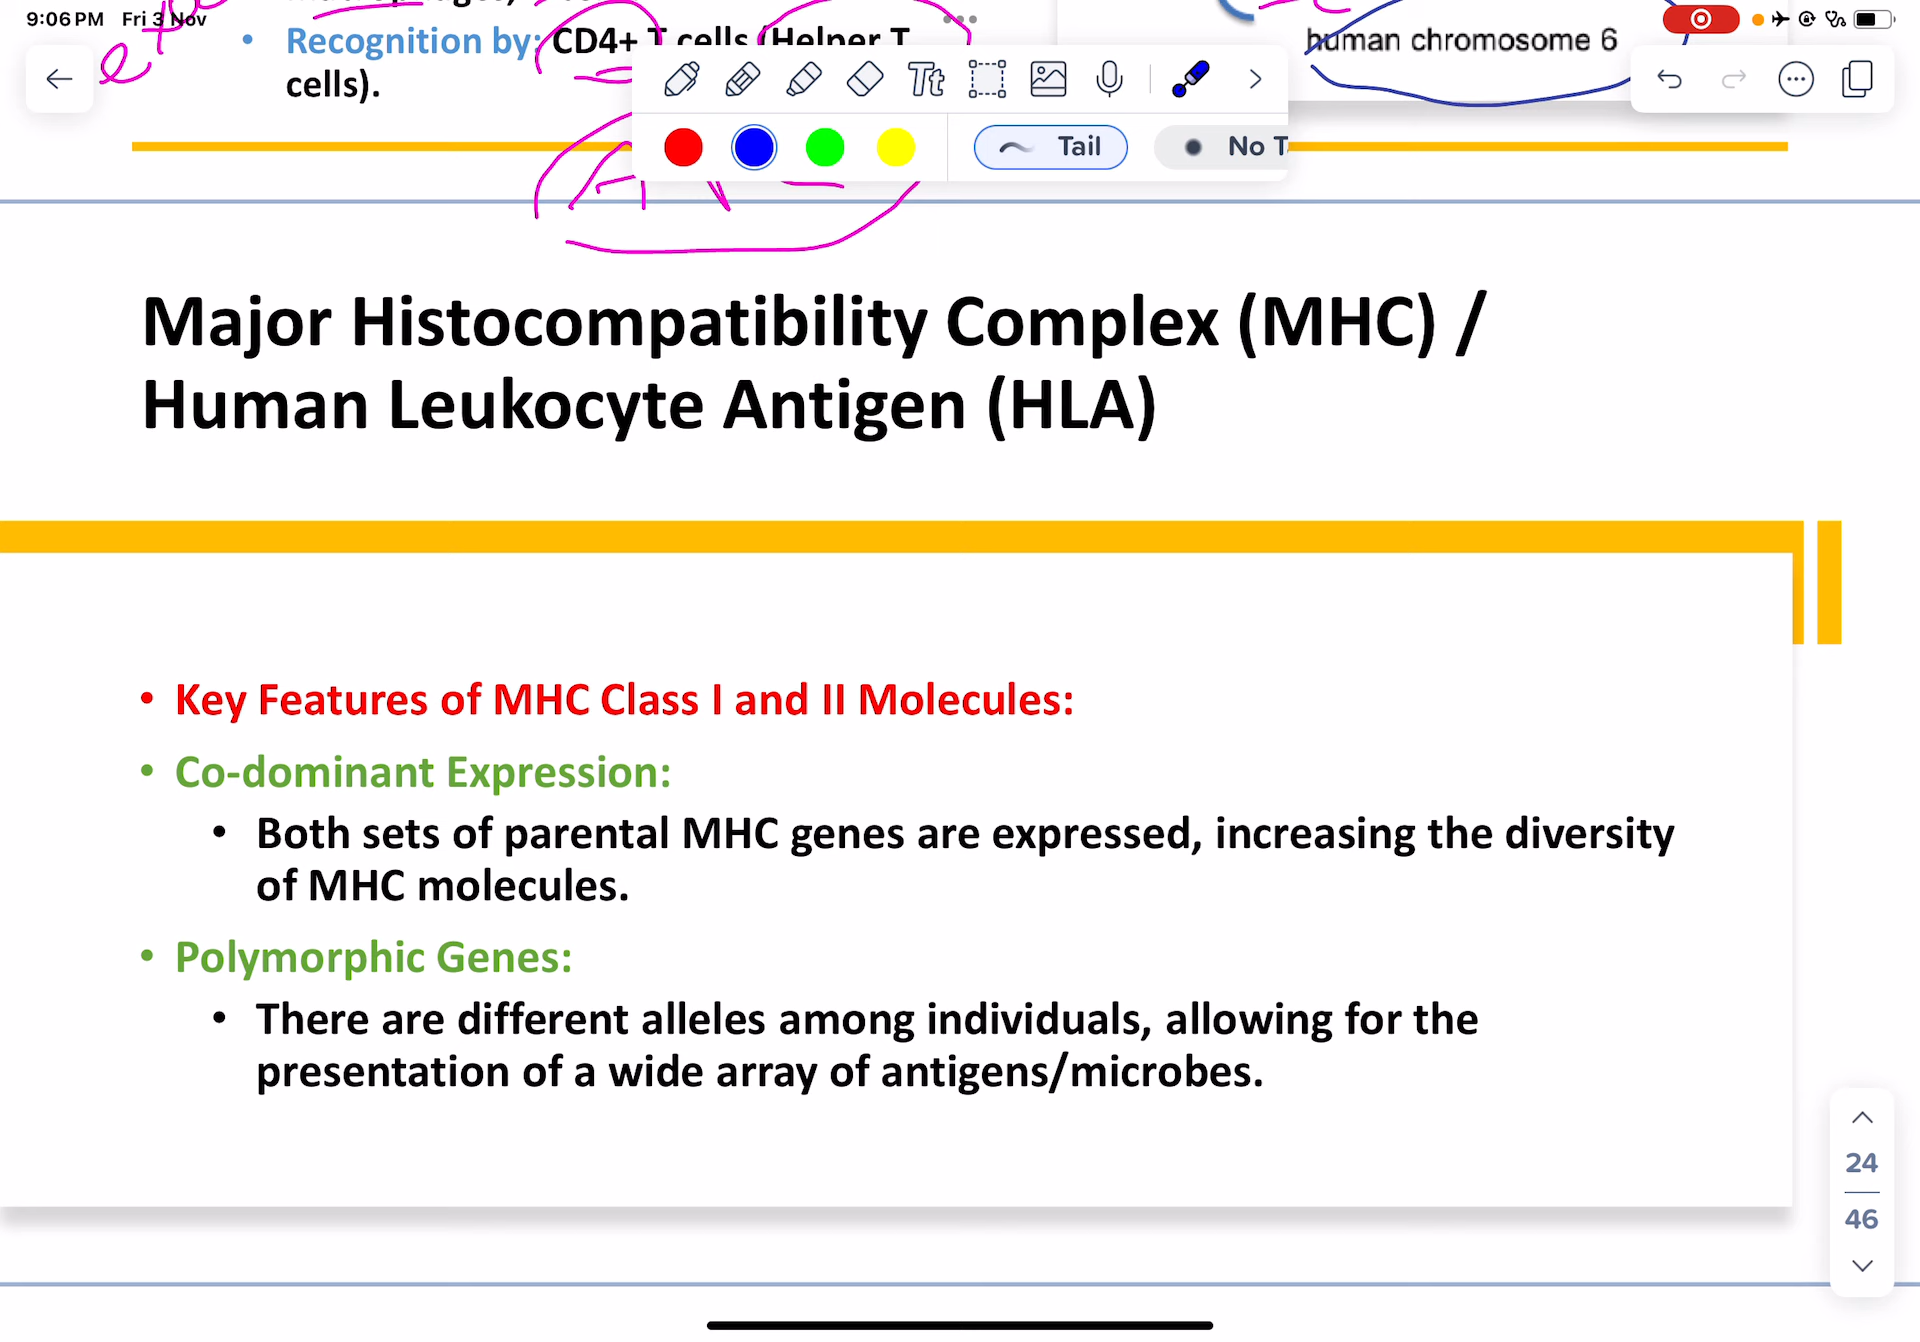 9:06 PM Fri 3 Nov
• Recognition by: CD4+ T cells (Helper T
cells).
human chromosome 6
Tail
No T
Major Histocompatibility Complex (MHC) /
Human Leukocyte Antigen (HLA)
• Key Features of MHC Class I and II Molecules:
• Co-dominant Expression:
• Both sets of parental MHC genes are expressed, increasing the diversity
of MHC molecules.
• Polymorphic Genes:
• There are different alleles among individuals, allowing for the
presentation of a wide array of antigens/microbes.
24
46